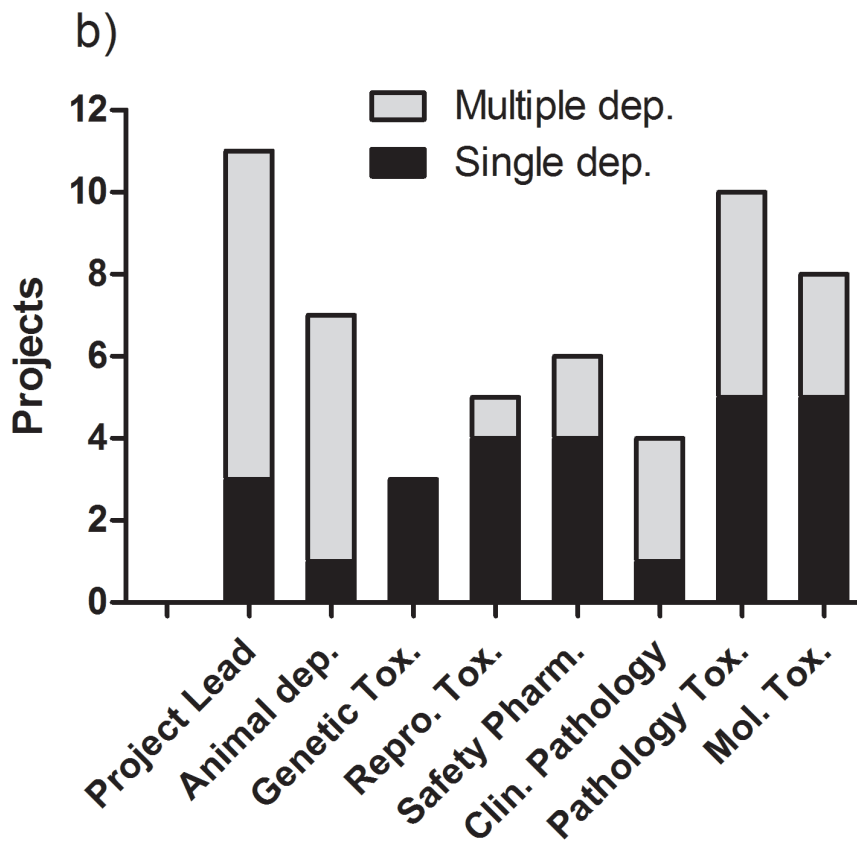 b)
Multiple dep.
Single dep.
Projects
12
10
8
6
4
2
0
Project Lead
Animal dep.
Genetic Tox.
Repro. Tox.
Safety Pharm.
Clin. Pathology
Pathology Tox.
Mol. Tox.